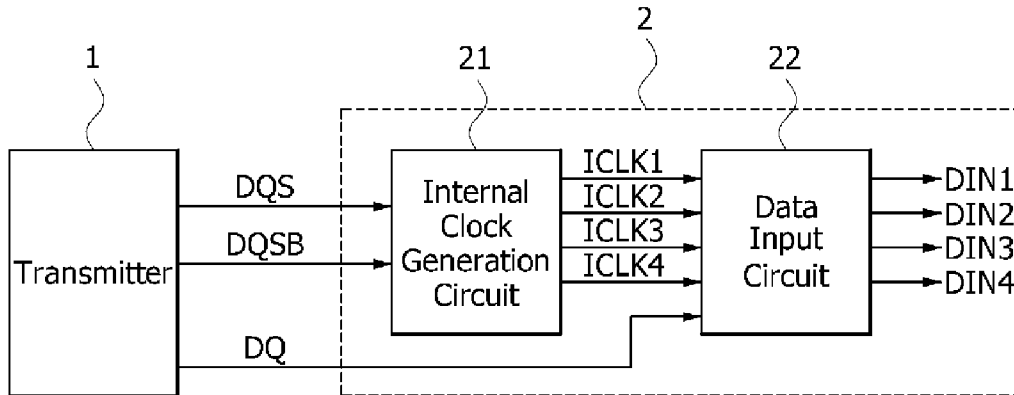 2
1
21
22
Transmitter
DQS
DQSB
DQ
Internal
Clock
Generation
Circuit
ICLK1
ICLK2
ICLK3
ICLK4
Data
Input
Circuit
DIN1
DIN2
DIN3
DIN4